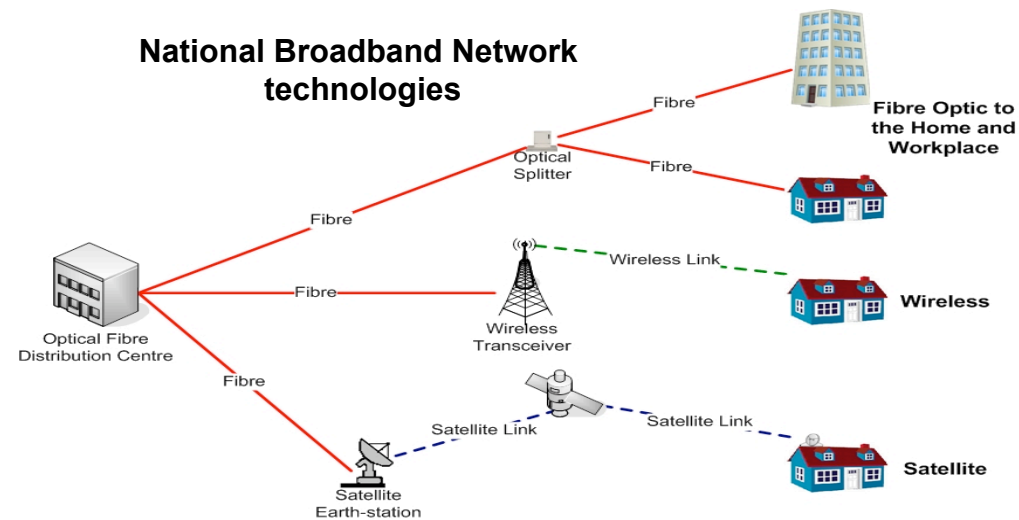 National Broadband Network
technologies
Fibre
Fibre Optic to
the Home and
Workplace
Optical
Splitter
Fibre
Fibre
Wireless Link
Fibre
Wireless
Wireless
Transceiver
Optical Fibre
Distribution Centre
Fibre
Satellite Link
Satellite Link
Satellite
Satellite
Earth-station